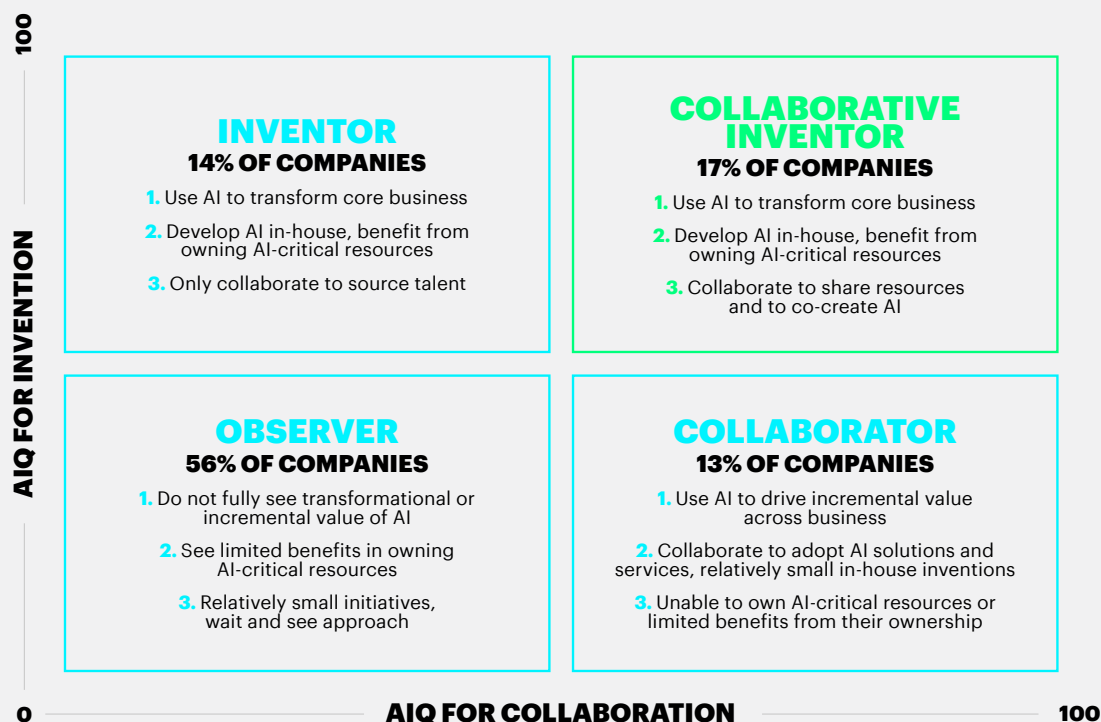 100
AIQ FOR INVENTION
INVENTOR
14% OF COMPANIES
1. Use AI to transform core business
2. Develop AI in-house, benefit from
owning AI-critical resources
3. Only collaborate to source talent
COLLABORATIVE
INVENTOR
17% OF COMPANIES
1. Use AI to transform core business
2. Develop AI in-house, benefit from
owning AI-critical resources
3. Collaborate to share resources
and to co-create AI
OBSERVER
56% OF COMPANIES
1. Do not fully see transformational or
incremental value of AI
2. See limited benefits in owning
AI-critical resources
3. Relatively small initiatives,
wait and see approach
COLLABORATOR
13% OF COMPANIES
1. Use AI to drive incremental value
across business
2. Collaborate to adopt AI solutions and
services, relatively small in-house inventions
3. Unable to own AI-critical resources or
limited benefits from their ownership
0
AIQ FOR COLLABORATION
100